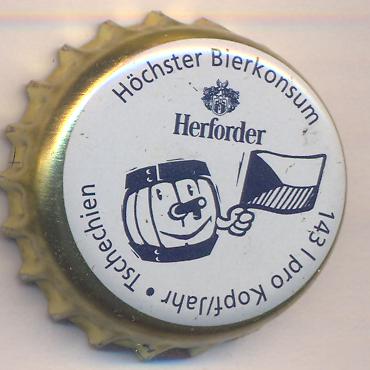 Höchster Bierkonsum
Herforder
143 l pro Kopf/Jahr • Tschechien